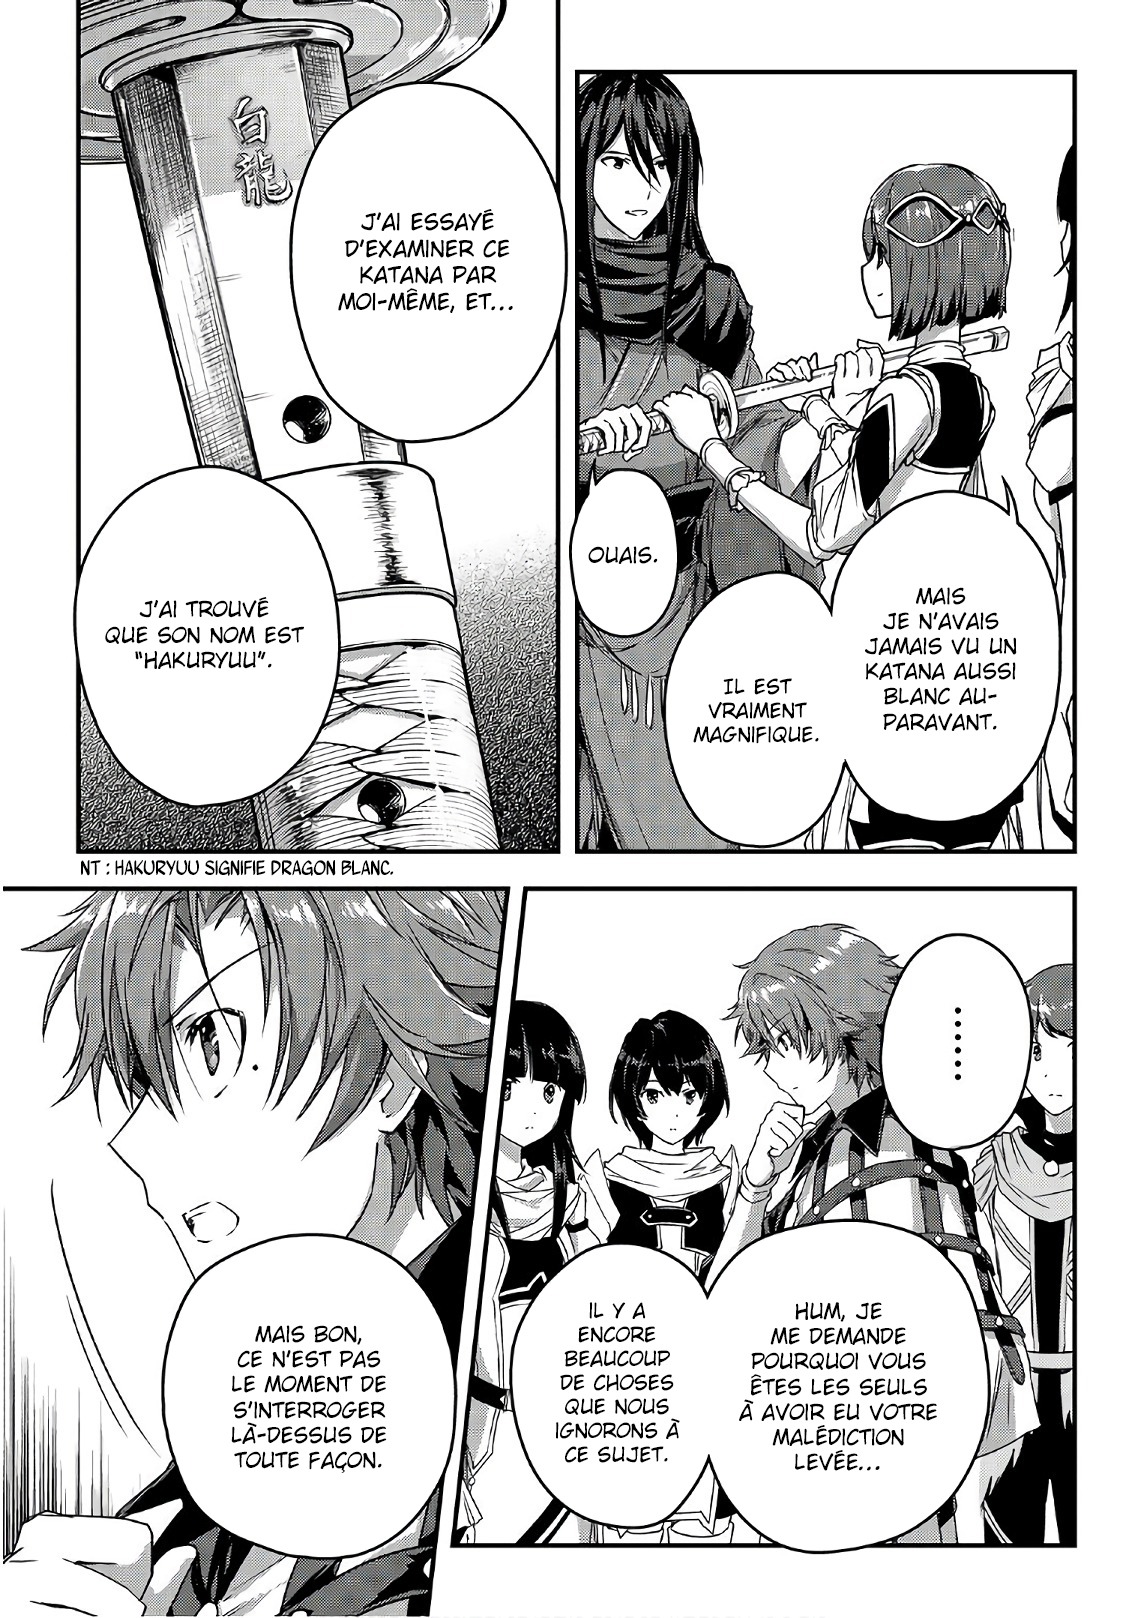 MAIS
JE N'AVAIS
JAMAIS VU UN
KATANA AUSSI
BLANC AU-
PARAVANT.
IL EST
VRAIMENT
MAGNIFIQUE.
OUAIS.
白龍
J'AI ESSAYÉ
D'EXAMINER CE
KATANA PAR
MOI-MÊME, ET...
J'AI TROUVÉ
QUE SON NOM EST
"HAKURYUU".
NT : HAKURYUU SIGNIFIE DRAGON BLANC.
......
HUM, JE
ME DEMANDE
POURQUOI VOUS
ÊTES LES SEULS
À AVOIR EU VOTRE
MALÉDICTION
LEVÉE...
IL Y A
ENCORE
BEAUCOUP
DE CHOSES
QUE NOUS
IGNORONS À
CE SUJET.
MAIS BON,
CE N'EST PAS
LE MOMENT DE
S'INTERROGER
LÀ-DESSUS DE
TOUTE FAÇON.